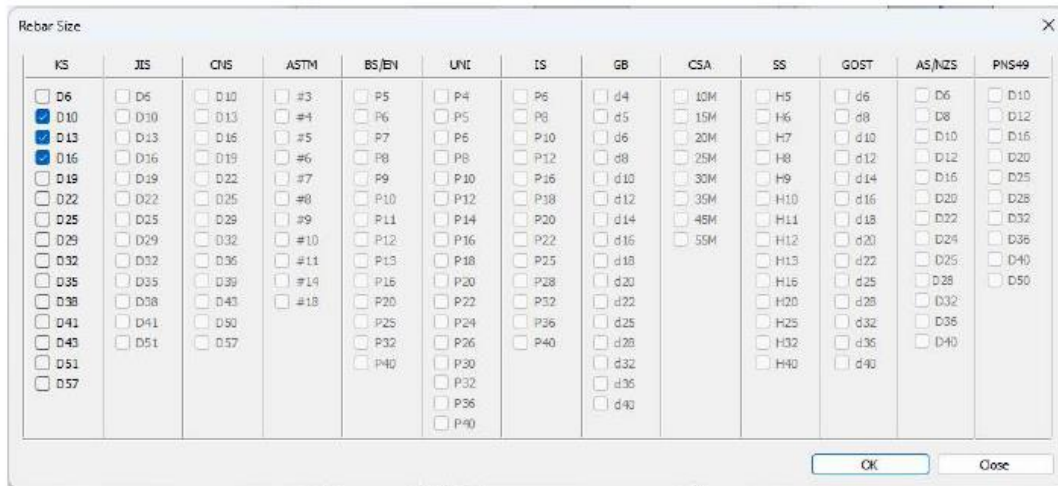 Rebar Size
KS JIS CNS ASTM BS/EN UNI IS GB CSA SS GOST AS/NZS PNS49
D6 D6 D10 #3 P5 P4 P6 d4 10M H5 d6 D6 D10
D10 D10 D13 #4 P6 P5 P8 d5 15M H6 d8 D8 D12
D13 D13 D16 #5 P7 P6 P10 d6 20M H7 d10 D10 D16
D16 D16 D19 #6 P8 P8 P12 d8 25M H8 d12 D12 D20
D19 D19 D22 #7 P9 P10 P16 d10 30M H9 d14 D16 D25
D22 D22 D25 #8 P10 P12 P18 d12 35M H10 d16 D20 D28
D25 D25 D29 #9 P11 P14 P20 d14 45M H11 d18 D22 D32
D29 D29 D32 #10 P12 P16 P22 d16 55M H12 d20 D24 D36
D32 D32 D36 #11 P13 P18 P25 d18 H13 d22 D25 D40
D35 D35 D39 #14 P16 P20 P28 d20 H16 d25 D28 D50
D38 D38 D43 #18 P20 P22 P32 d22 H20 d28 D32
D41 D41 D50 P25 P24 P36 d25 H25 d32 D36
D43 D51 D57 P32 P26 P40 d28 H32 d36 D40
D51 P40 P30 d32 H40 d40
D57 P32 d36
P36 d40
P40
OK Close